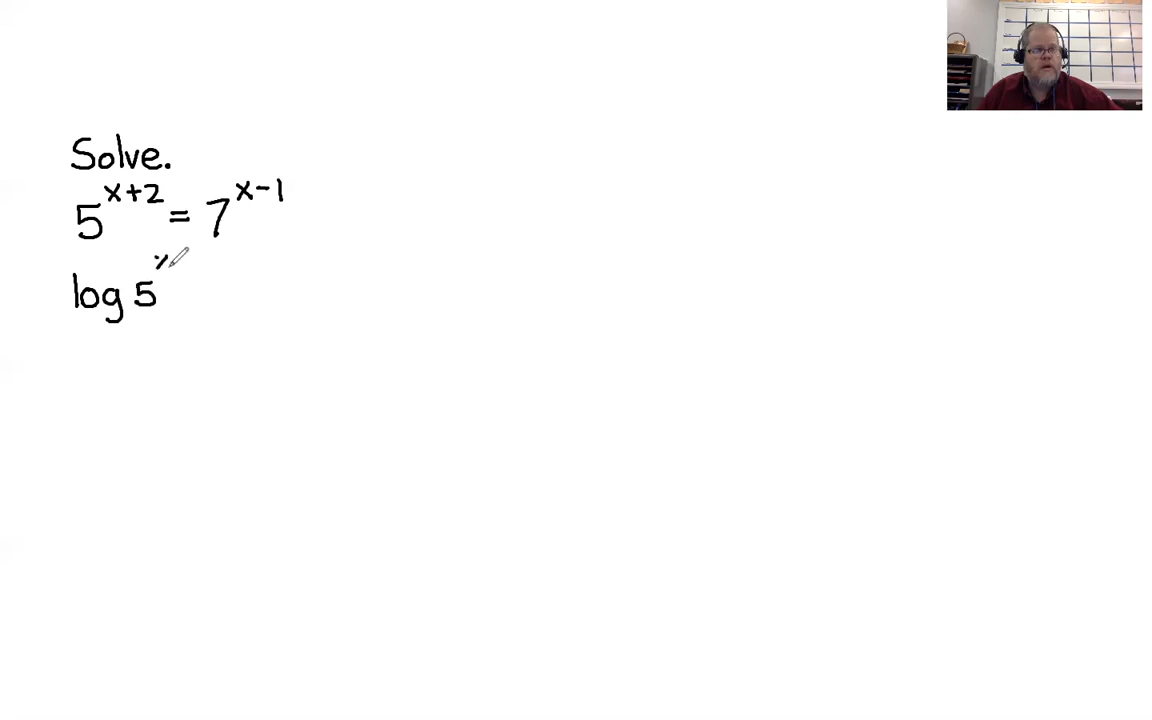 Solve.
5^{x+2} = 7^{x-1}
log 5^x